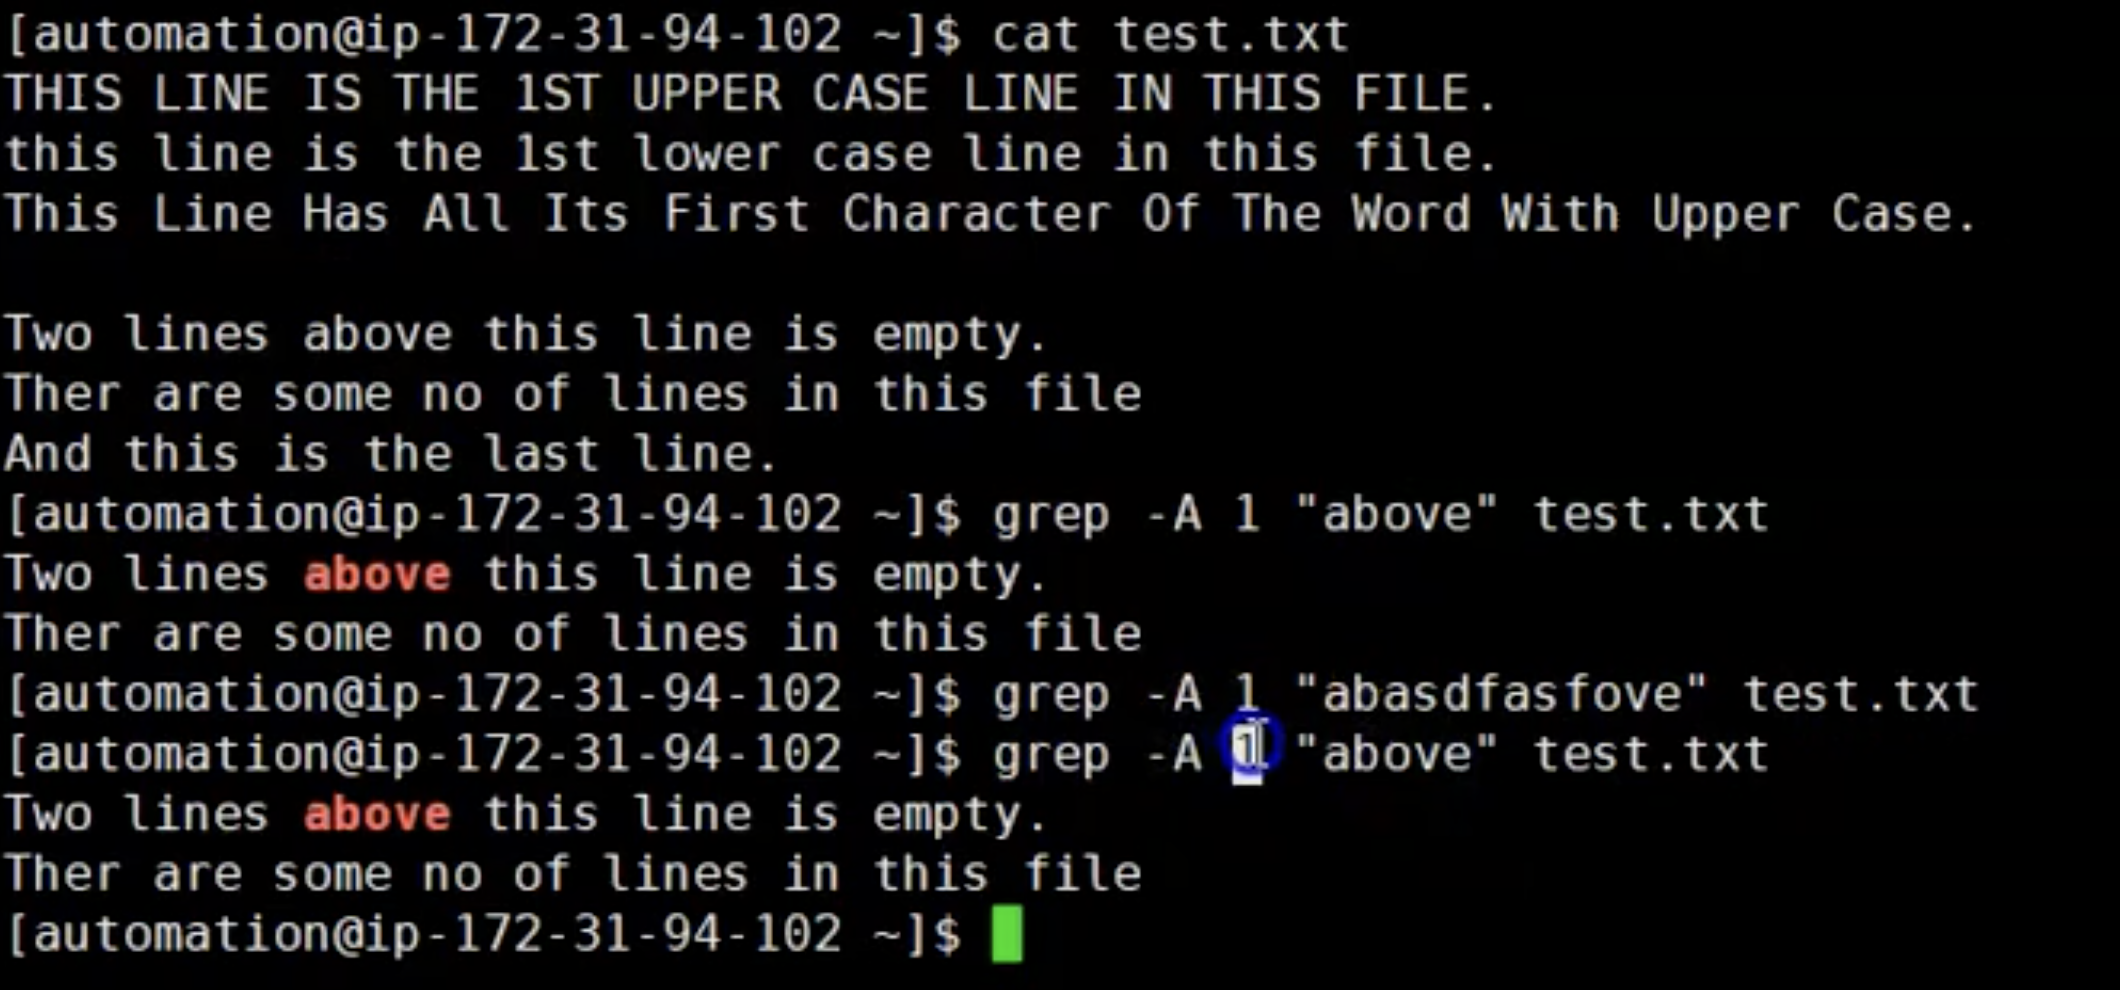 [automation@ip-172-31-94-102 ~]$ cat test.txt
THIS LINE IS THE 1ST UPPER CASE LINE IN THIS FILE.
this line is the 1st lower case line in this file.
This Line Has All Its First Character Of The Word With Upper Case.
Two lines above this line is empty.
Ther are some no of lines in this file
And this is the last line.
[automation@ip-172-31-94-102 ~]$ grep -A 1 "above" test.txt
Two lines above this line is empty.
Ther are some no of lines in this file
[automation@ip-172-31-94-102 ~]$ grep -A 1 "abasdfasfove" test.txt
[automation@ip-172-31-94-102 ~]$ grep -A 1 "above" test.txt
Two lines above this line is empty.
Ther are some no of lines in this file
[automation@ip-172-31-94-102 ~]$